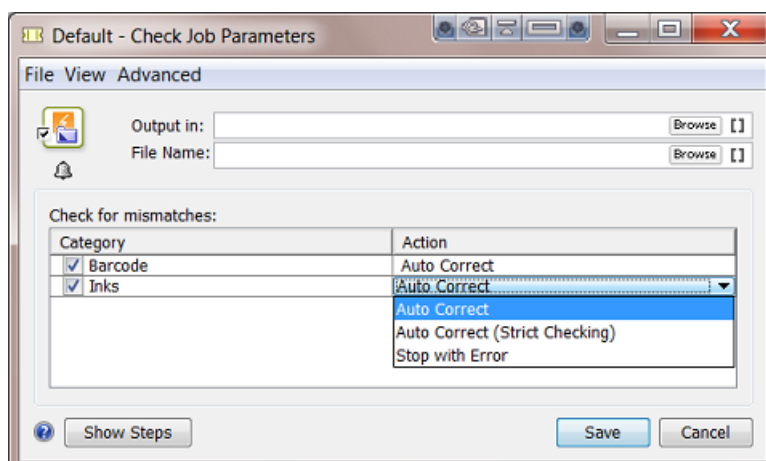 Default - Check Job Parameters
File View Advanced
Output in: Browse []
File Name: Browse []
Check for mismatches:
Category Action
Barcode Auto Correct
Inks Auto Correct
Auto Correct
Auto Correct (Strict Checking)
Stop with Error
? Show Steps Save Cancel